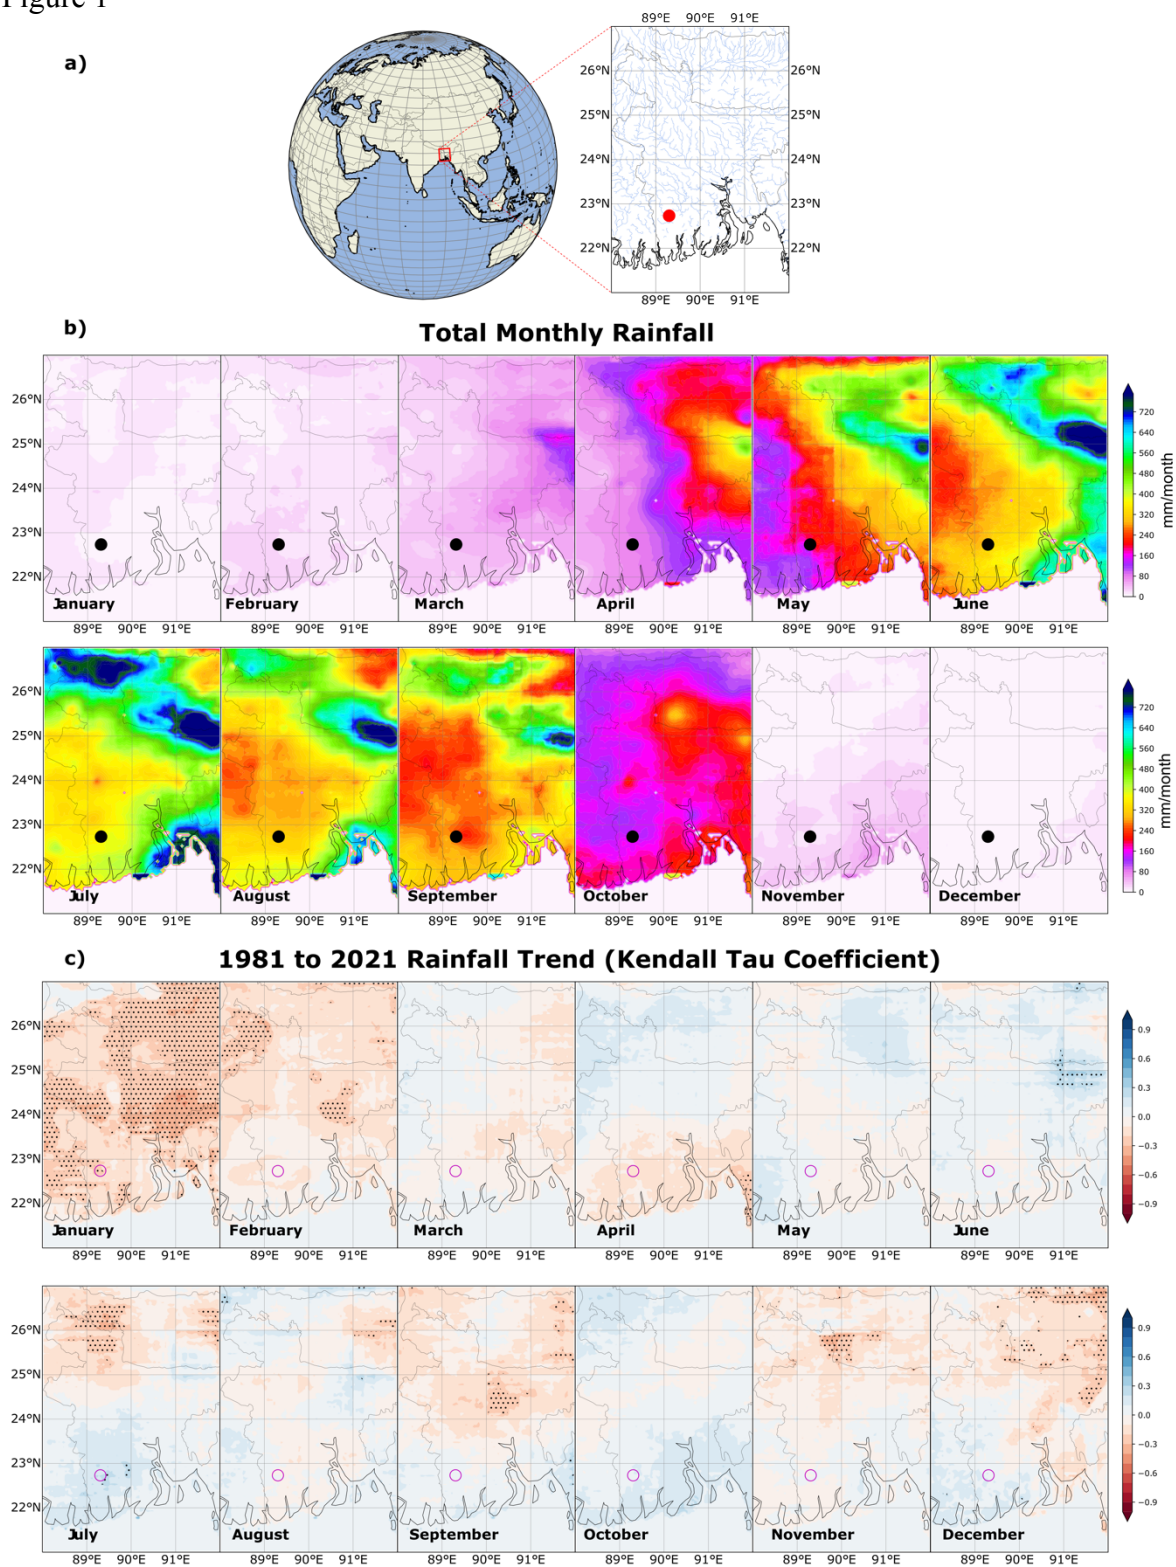 Figure 1
a)
89°E 90°E 91°E
26°N 26°N
25°N 25°N
24°N 24°N
23°N 23°N
22°N 22°N
89°E 90°E 91°E
b)
Total Monthly Rainfall
26°N
25°N
24°N
23°N
22°N
January February March April May June
89°E 90°E 91°E 89°E 90°E 91°E 89°E 90°E 91°E 89°E 90°E 91°E 89°E 90°E 91°E 89°E 90°E 91°E
720
640
560
480
400
320
240
160
80
0
mm/month
26°N
25°N
24°N
23°N
22°N
July August September October November December
89°E 90°E 91°E 89°E 90°E 91°E 89°E 90°E 91°E 89°E 90°E 91°E 89°E 90°E 91°E 89°E 90°E 91°E
720
640
560
480
400
320
240
160
80
0
mm/month
c)
1981 to 2021 Rainfall Trend (Kendall Tau Coefficient)
26°N
25°N
24°N
23°N
22°N
January February March April May June
89°E 90°E 91°E 89°E 90°E 91°E 89°E 90°E 91°E 89°E 90°E 91°E 89°E 90°E 91°E 89°E 90°E 91°E
0.9
0.6
0.3
0.0
−0.3
−0.6
−0.9
26°N
25°N
24°N
23°N
22°N
July August September October November December
89°E 90°E 91°E 89°E 90°E 91°E 89°E 90°E 91°E 89°E 90°E 91°E 89°E 90°E 91°E 89°E 90°E 91°E
0.9
0.6
0.3
0.0
−0.3
−0.6
−0.9